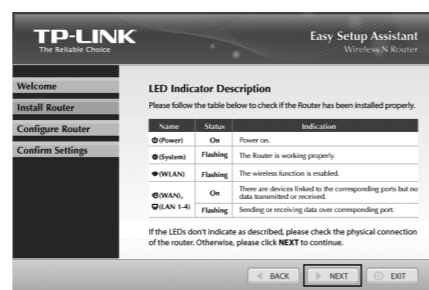 TP-LINK
The Reliable Choice
Easy Setup Assistant
Wireless N Router
Welcome
Install Router
Configure Router
Confirm Settings
LED Indicator Description
Please follow the table below to check if the Router has been installed properly.
Name Status Indication
(Power) On Power on.
(System) Flashing The Router is working properly.
(WLAN) Flashing The wireless function is enabled.
(WAN),
(LAN 1-4)
On There are devices linked to the corresponding ports but no
data transmitted or received.
Flashing Sending or receiving data over corresponding port.
If the LEDs don't indicate as described, please check the physical connection
of the router. Otherwise, please click NEXT to continue.
BACK NEXT EXIT